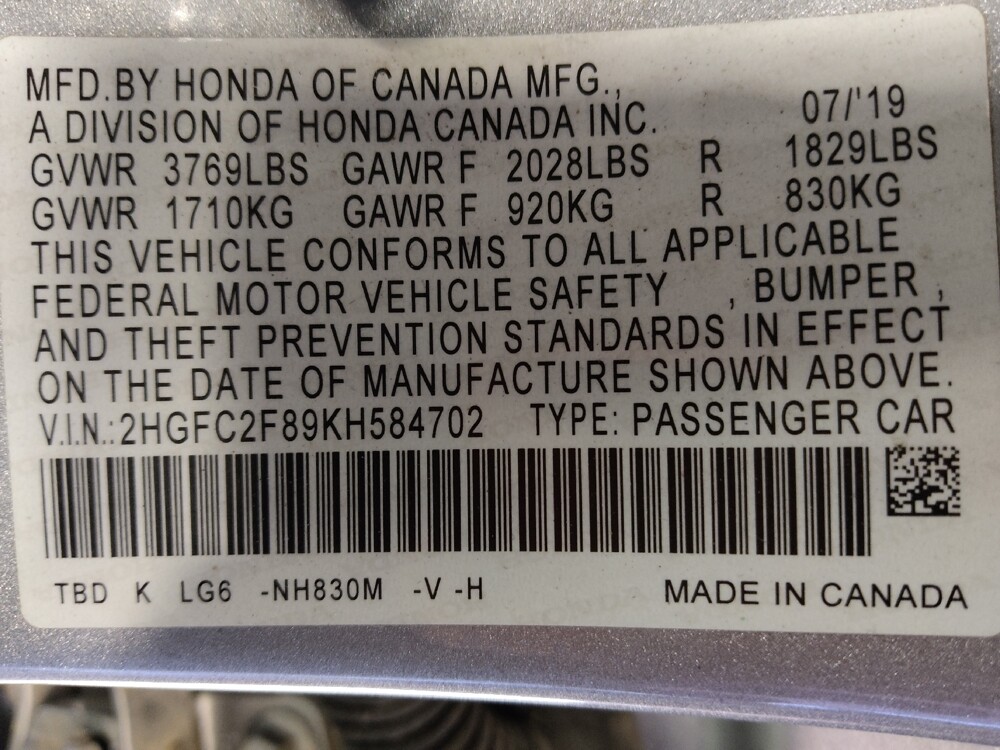 MFD.BY HONDA OF CANADA MFG.,
A DIVISION OF HONDA CANADA INC. 07/'19
GVWR 3769LBS GAWR F 2028LBS R 1829LBS
GVWR 1710KG GAWR F 920KG R 830KG
THIS VEHICLE CONFORMS TO ALL APPLICABLE
FEDERAL MOTOR VEHICLE SAFETY , BUMPER ,
AND THEFT PREVENTION STANDARDS IN EFFECT
ON THE DATE OF MANUFACTURE SHOWN ABOVE.
V.I.N.:2HGFC2F89KH584702 TYPE: PASSENGER CAR
TBD K LG6 -NH830M -V -H MADE IN CANADA